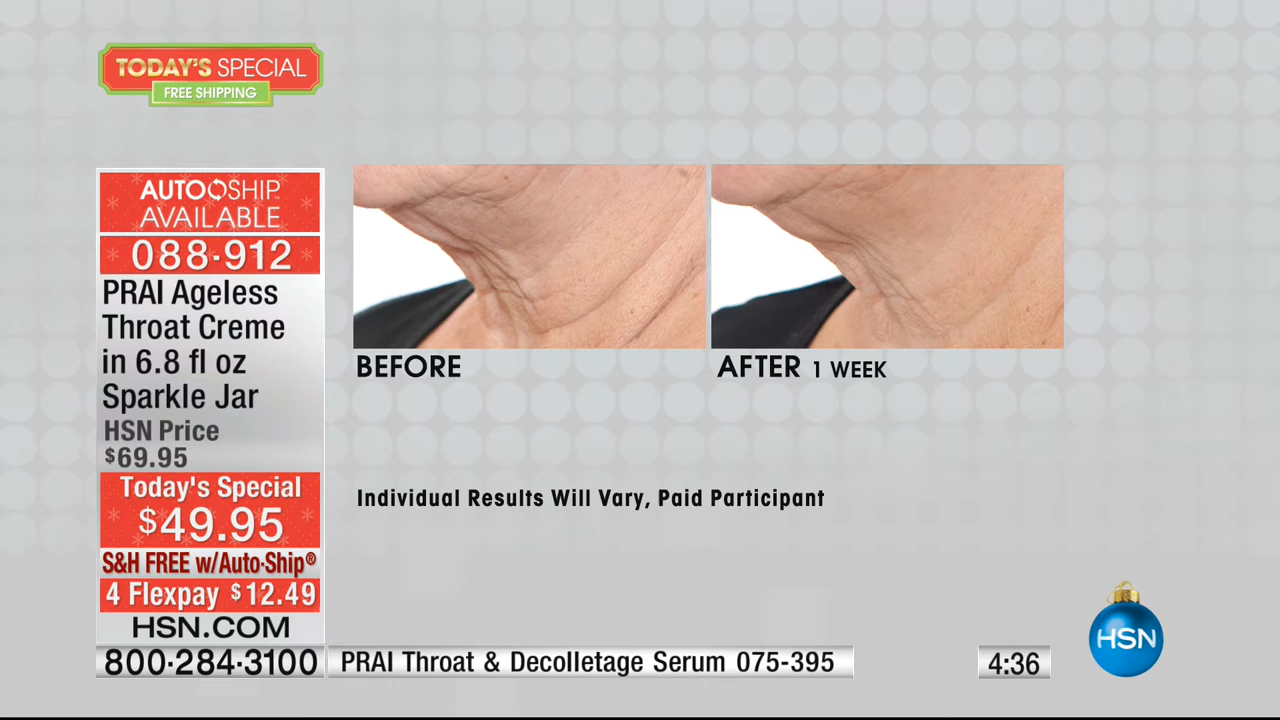 TODAY'S SPECIAL
FREE SHIPPING
AUTO SHIP™
AVAILABLE
088·912
PRAI Ageless
Throat Creme
in 6.8 fl oz
Sparkle Jar
HSN Price
$69.95
Today's Special
$49.95
S&H FREE w/Auto·Ship®
4 Flexpay $12.49
HSN.COM
800·284·3100
BEFORE
AFTER 1 WEEK
Individual Results Will Vary, Paid Participant
PRAI Throat & Decolletage Serum 075-395
4:36
HSN